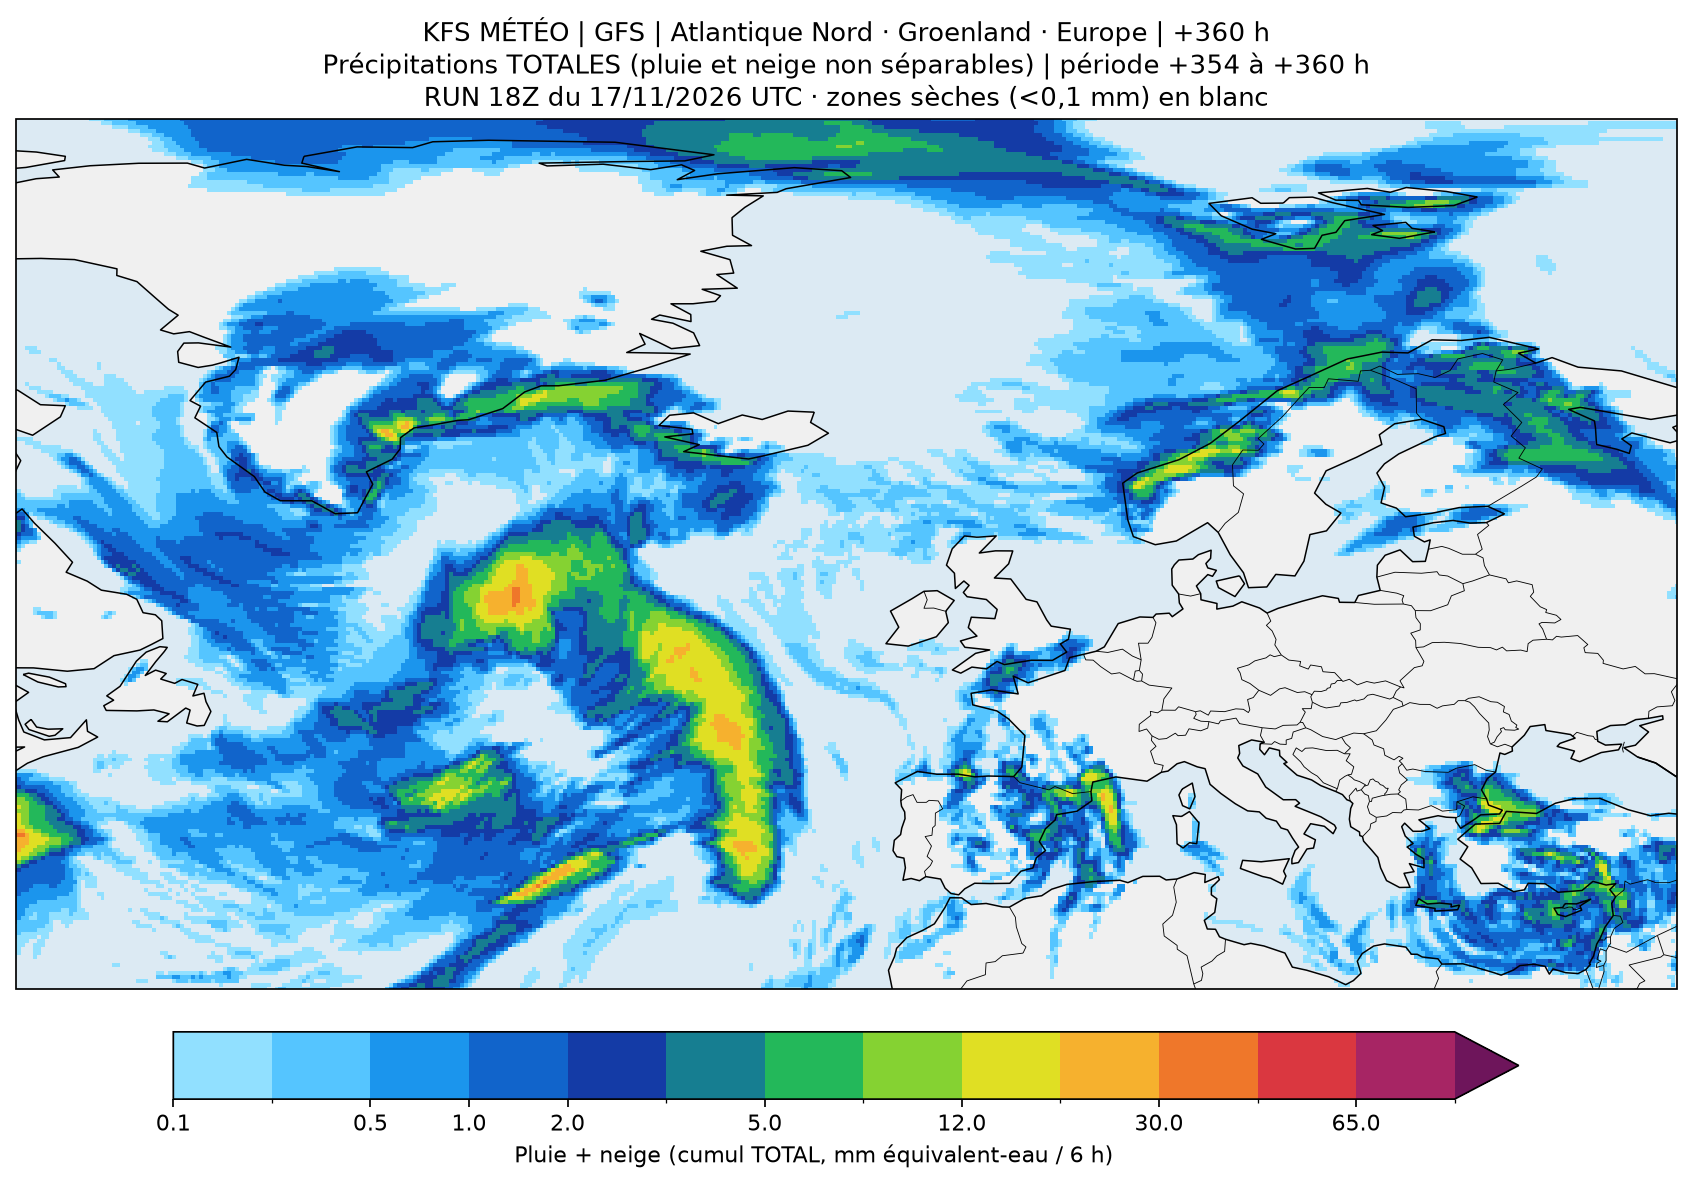 KFS MÉTÉO | GFS | Atlantique Nord · Groenland · Europe | +360 h
Précipitations TOTALES (pluie et neige non séparables) | période +354 à +360 h
RUN 18Z du 17/11/2026 UTC · zones sèches (<0,1 mm) en blanc
0.1 0.5 1.0 2.0 5.0 12.0 30.0 65.0
Pluie + neige (cumul TOTAL, mm équivalent-eau / 6 h)